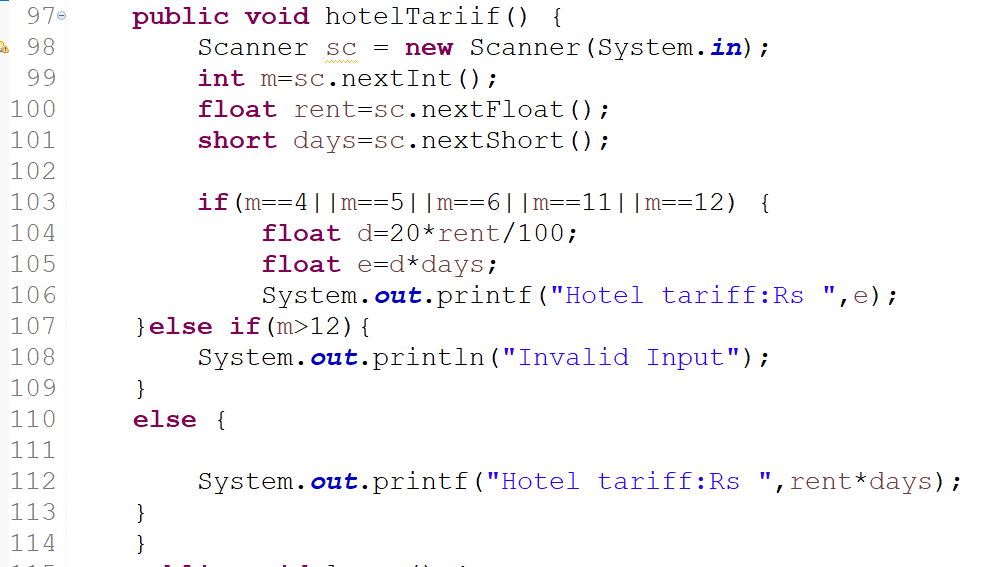 97 public void hotelTariif() {
98 Scanner sc = new Scanner(System.in);
99 int m=sc.nextInt();
100 float rent=sc.nextFloat();
101 short days=sc.nextShort();
102
103 if(m==4||m==5||m==6||m==11||m==12) {
104 float d=20*rent/100;
105 float e=d*days;
106 System.out.printf("Hotel tariff:Rs ",e);
107 }else if(m>12){
108 System.out.println("Invalid Input");
109 }
110 else {
111
112 System.out.printf("Hotel tariff:Rs ",rent*days);
113 }
114 }